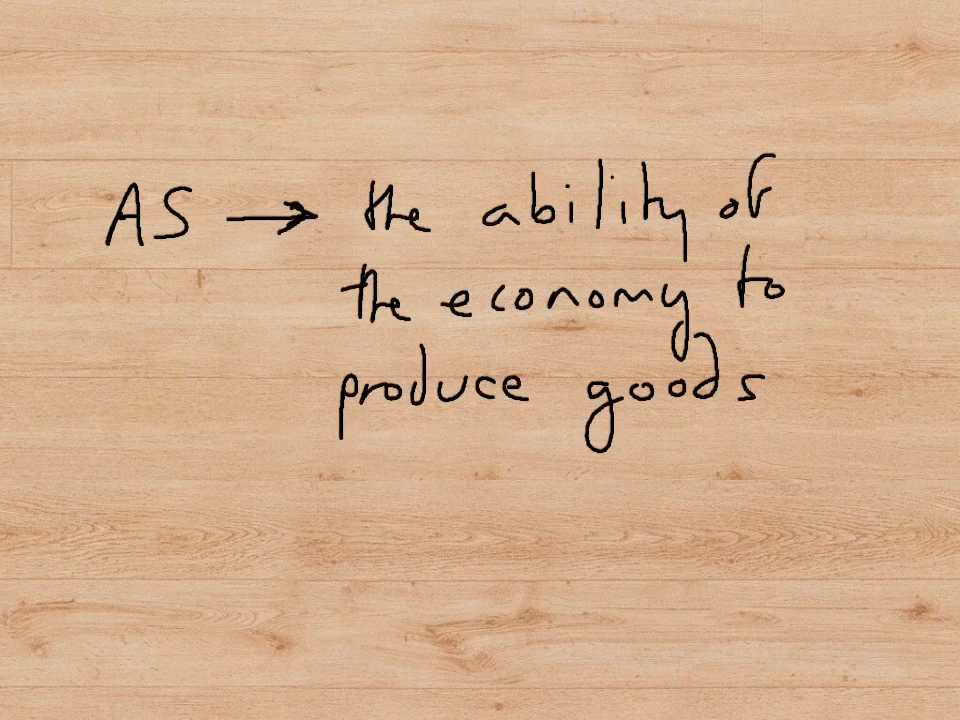 AS → the ability of
the economy to
produce goods